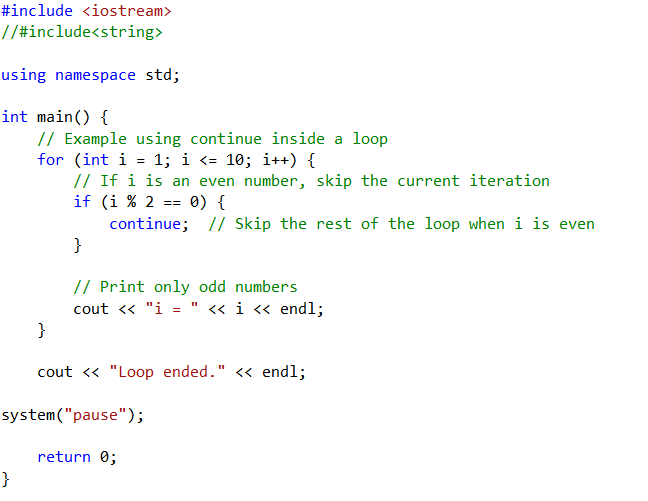 #include <iostream>
//#include<string>
using namespace std;
int main() {
    // Example using continue inside a loop
    for (int i = 1; i <= 10; i++) {
        // If i is an even number, skip the current iteration
        if (i % 2 == 0) {
            continue;  // Skip the rest of the loop when i is even
        }
        // Print only odd numbers
        cout << "i = " << i << endl;
    }
    cout << "Loop ended." << endl;
system("pause");
    return 0;
}